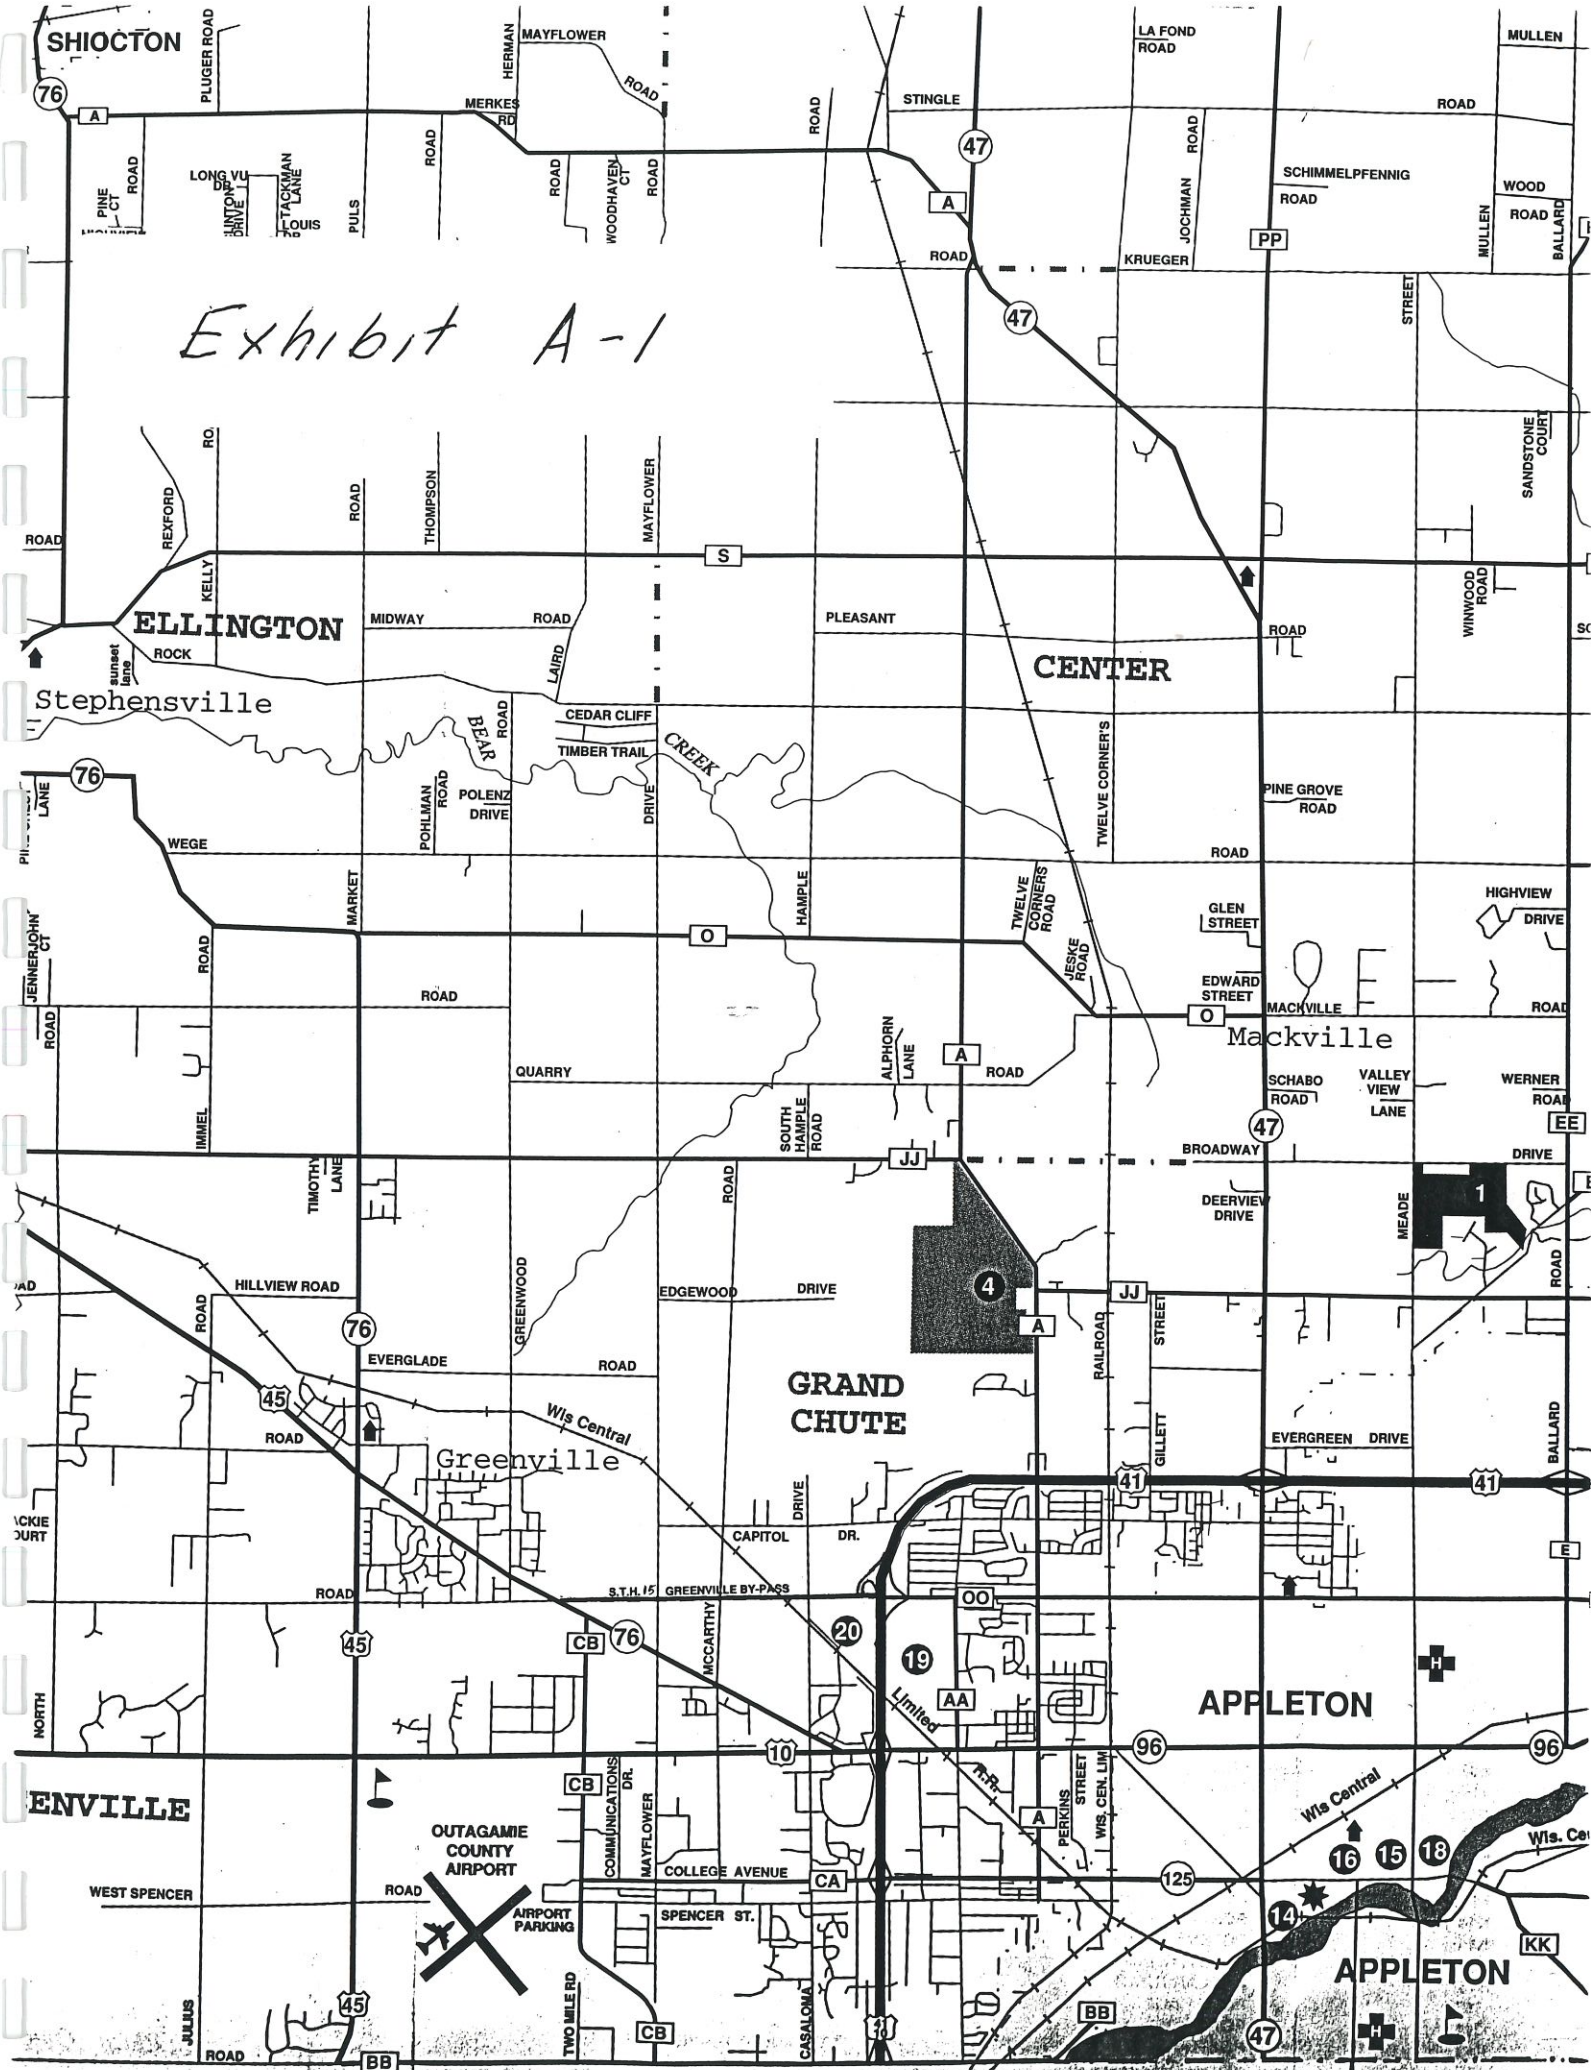 SHIOCTON
PLUGER ROAD
HERMAN
MAYFLOWER
ROAD
LA FOND
ROAD
MULLEN
76
A
MERKES
RD
ROAD
STINGLE
ROAD
47
ROAD
ROAD
LONG VU
DR
TACKMAN
LANE
PINE
CT
DRIVE
LOUIS
DR
PULS
ROAD
WOODHAVEN
CT
ROAD
A
JOCHMAN
ROAD
SCHIMMELPFENNIG
ROAD
WOOD
ROAD
MULLEN
BALLARD
PP
ROAD
KRUEGER
Exhibit A-1
47
STREET
RO.
SANDSTONE
COURT
REXFORD
ROAD
THOMPSON
MAYFLOWER
ROAD
S
KELLY
WINWOOD
ROAD
ELLINGTON
MIDWAY
ROAD
PLEASANT
ROAD
sunset
lane
ROCK
LAIRD
CENTER
Stephensville
BEAR
ROAD
CEDAR CLIFF
TIMBER TRAIL
CREEK
TWELVE CORNER'S
76
LANE
POHLMAN
ROAD
POLENZ
DRIVE
DRIVE
PINE GROVE
ROAD
WEGE
ROAD
MARKET
HAMPLE
TWELVE
CORNERS
ROAD
HIGHVIEW
DRIVE
GLEN
STREET
JENNERJOHN
CT
ROAD
O
JESKE
ROAD
EDWARD
STREET
ROAD
ROAD
O
MACKVILLE
ROAD
Mackville
ALPHORN
LANE
A
QUARRY
ROAD
SCHABO
ROAD
VALLEY
VIEW
LANE
WERNER
ROAD
IMMEL
SOUTH
HAMPLE
ROAD
47
EE
JJ
BROADWAY
DRIVE
TIMOTHY
LANE
ROAD
DEERVIEW
DRIVE
MEADE
1
HILLVIEW ROAD
GREENWOOD
EDGEWOOD
DRIVE
4
JJ
ROAD
ROAD
76
A
RAILROAD
STREET
EVERGLADE
ROAD
GRAND
CHUTE
45
Wis Central
ROAD
Greenville
GILLETT
EVERGREEN DRIVE
BALLARD
41
41
DRIVE
CAPITOL
DR.
E
ROAD
S.T.H. 15 GREENVILLE BY-PASS
OO
MCCARTHY
20
CB
76
19
45
H
Limited
AA
APPLETON
NORTH
10
96
96
R.R.
CB
COMMUNICATIONS
DR.
STREET
PERKINS
WIS. CEN. LIM
Wis Central
ENVILLE
MAYFLOWER
A
OUTAGAMIE
COUNTY
AIRPORT
16
15
18
COLLEGE AVENUE
CA
125
WEST SPENCER
ROAD
AIRPORT
PARKING
SPENCER ST.
14
KK
APPLETON
45
JULIUS
TWO MILE RD
CB
CASALOMA
BB
47
H
ROAD
BB